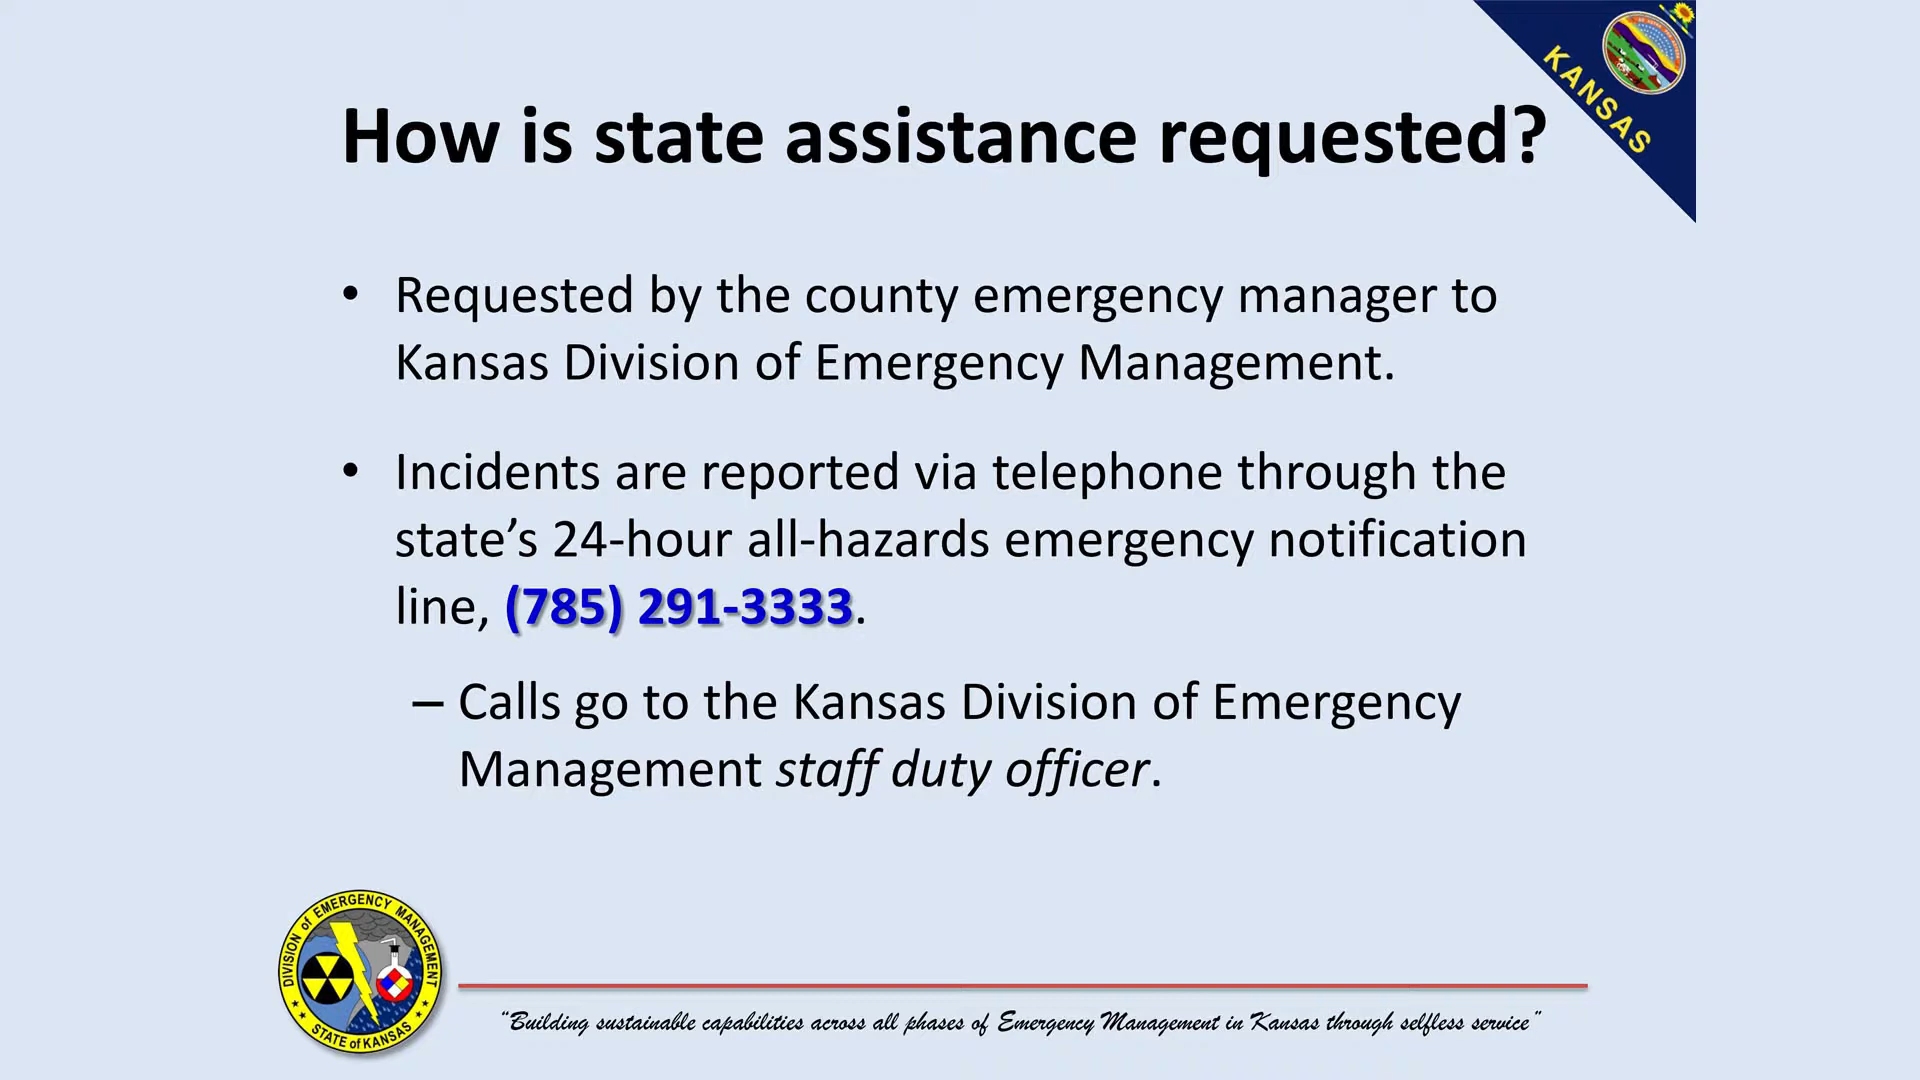 KANSAS
How is state assistance requested?
• Requested by the county emergency manager to
Kansas Division of Emergency Management.
• Incidents are reported via telephone through the
state’s 24-hour all-hazards emergency notification
line, (785) 291-3333.
– Calls go to the Kansas Division of Emergency
Management staff duty officer.
DIVISION of EMERGENCY MANAGEMENT
STATE of KANSAS
“Building sustainable capabilities across all phases of Emergency Management in Kansas through selfless service”